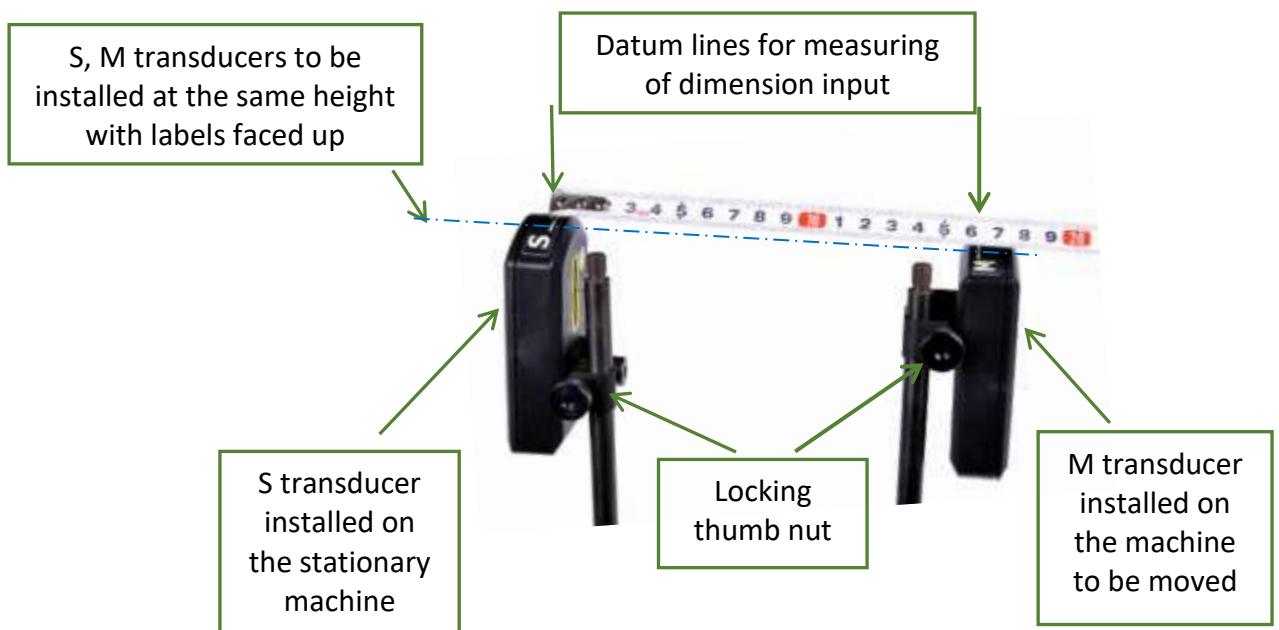 S, M transducers to be
installed at the same height
with labels faced up
Datum lines for measuring
of dimension input
3 4 5 6 7 8 9 10 1 2 3 4 5 6 7 8 9 20
S
M
S transducer
installed on
the stationary
machine
Locking
thumb nut
M transducer
installed on
the machine
to be moved